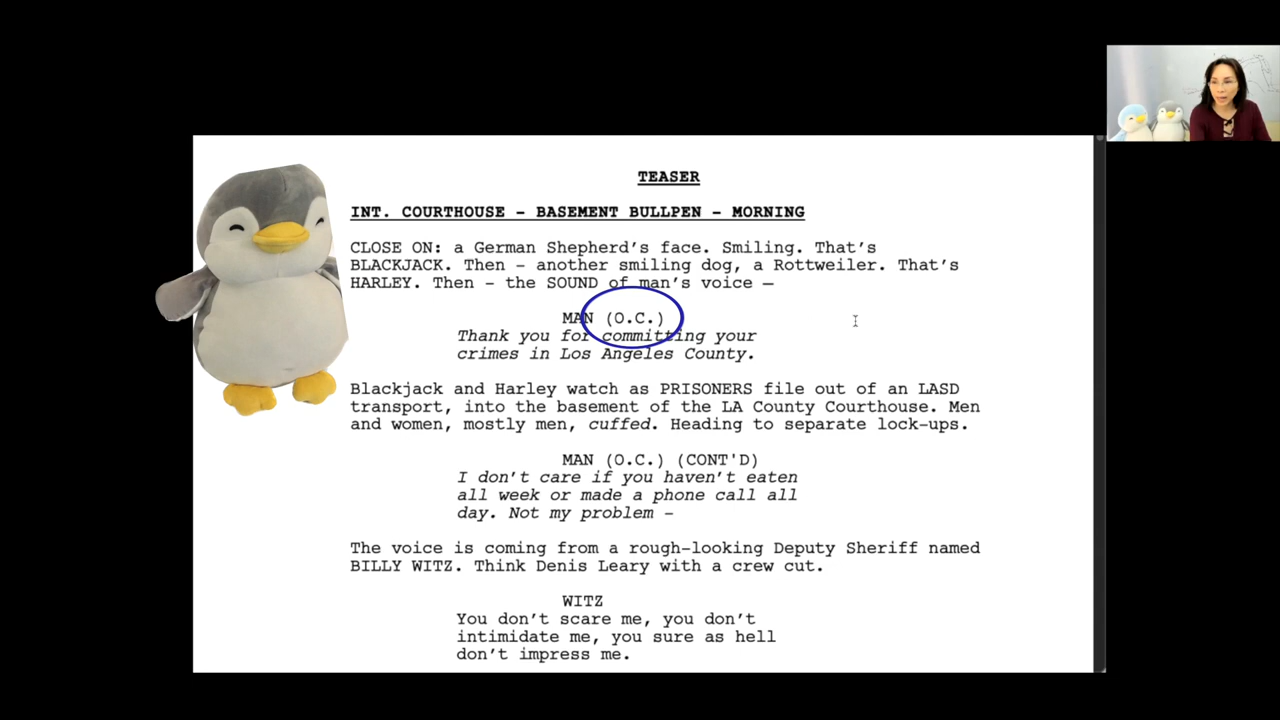 TEASER
INT. COURTHOUSE – BASEMENT BULLPEN – MORNING
CLOSE ON: a German Shepherd’s face. Smiling. That’s
BLACKJACK. Then – another smiling dog, a Rottweiler. That’s
HARLEY. Then – the SOUND of man’s voice —
MAN (O.C.)
Thank you for committing your
crimes in Los Angeles County.
Blackjack and Harley watch as PRISONERS file out of an LASD
transport, into the basement of the LA County Courthouse. Men
and women, mostly men, cuffed. Heading to separate lock-ups.
MAN (O.C.) (CONT'D)
I don’t care if you haven’t eaten
all week or made a phone call all
day. Not my problem –
The voice is coming from a rough-looking Deputy Sheriff named
BILLY WITZ. Think Denis Leary with a crew cut.
WITZ
You don’t scare me, you don’t
intimidate me, you sure as hell
don’t impress me.